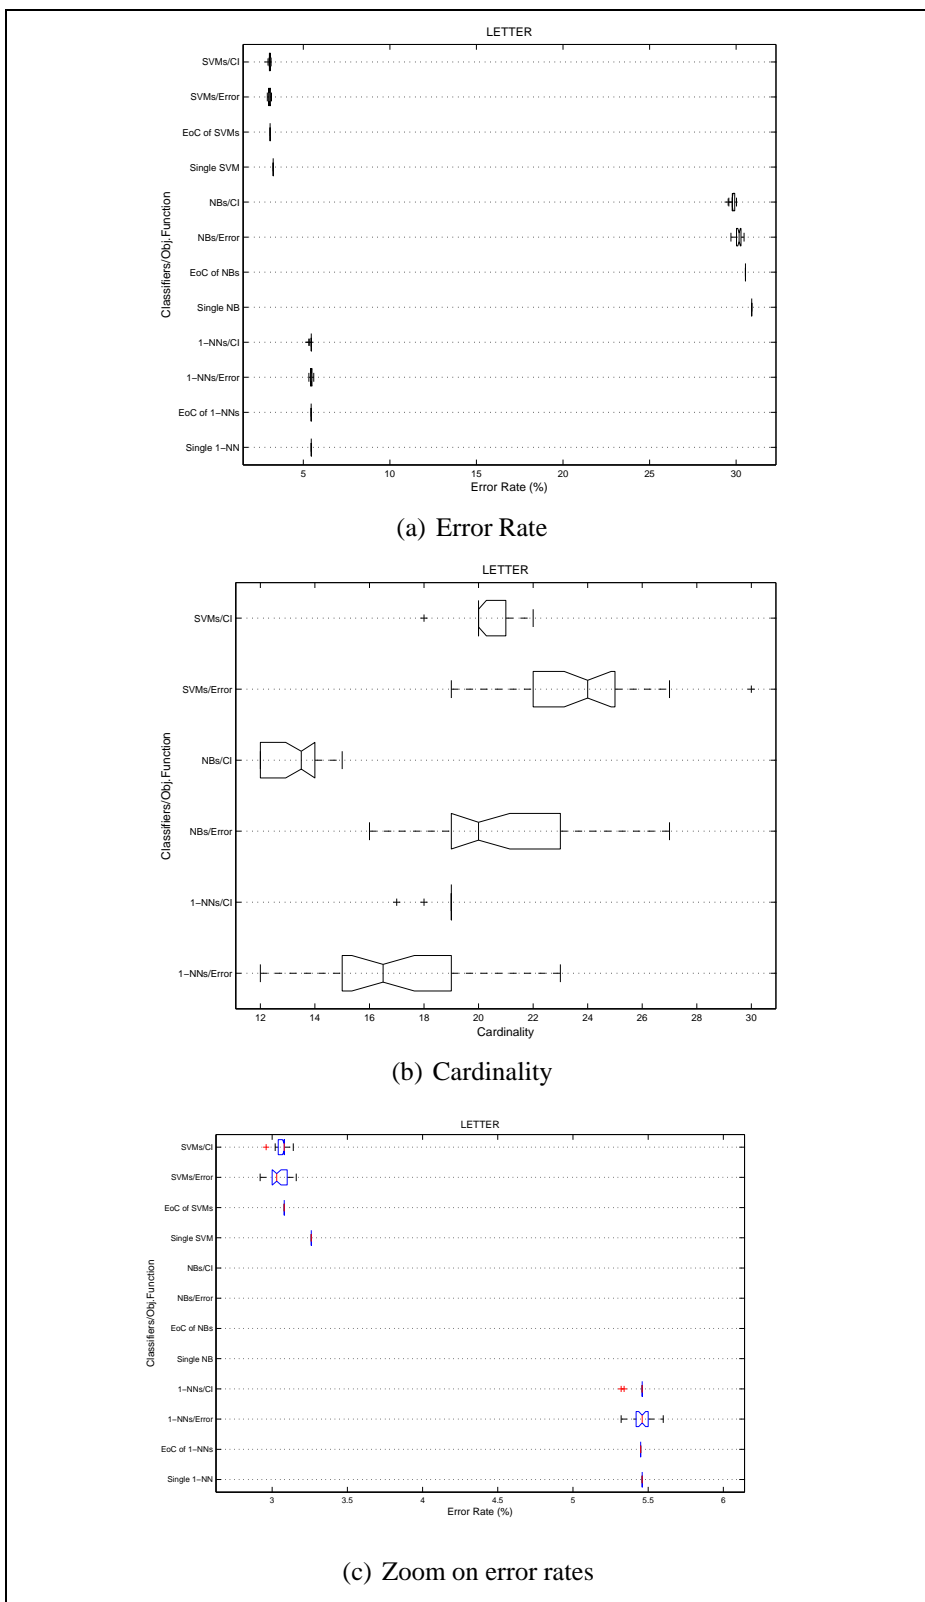 LETTER
SVMs/CI
SVMs/Error
EoC of SVMs
Single SVM
NBs/CI
NBs/Error
EoC of NBs
Single NB
1−NNs/CI
1−NNs/Error
EoC of 1−NNs
Single 1−NN
Classifiers/Obj.Function
5 10 15 20 25 30
Error Rate (%)
(a) Error Rate
LETTER
SVMs/CI
SVMs/Error
NBs/CI
NBs/Error
1−NNs/CI
1−NNs/Error
Classifiers/Obj.Function
12 14 16 18 20 22 24 26 28 30
Cardinality
(b) Cardinality
LETTER
SVMs/CI
SVMs/Error
EoC of SVMs
Single SVM
NBs/CI
NBs/Error
EoC of NBs
Single NB
1−NNs/CI
1−NNs/Error
EoC of 1−NNs
Single 1−NN
Classifiers/Obj.Function
3 3.5 4 4.5 5 5.5 6
Error Rate (%)
(c) Zoom on error rates